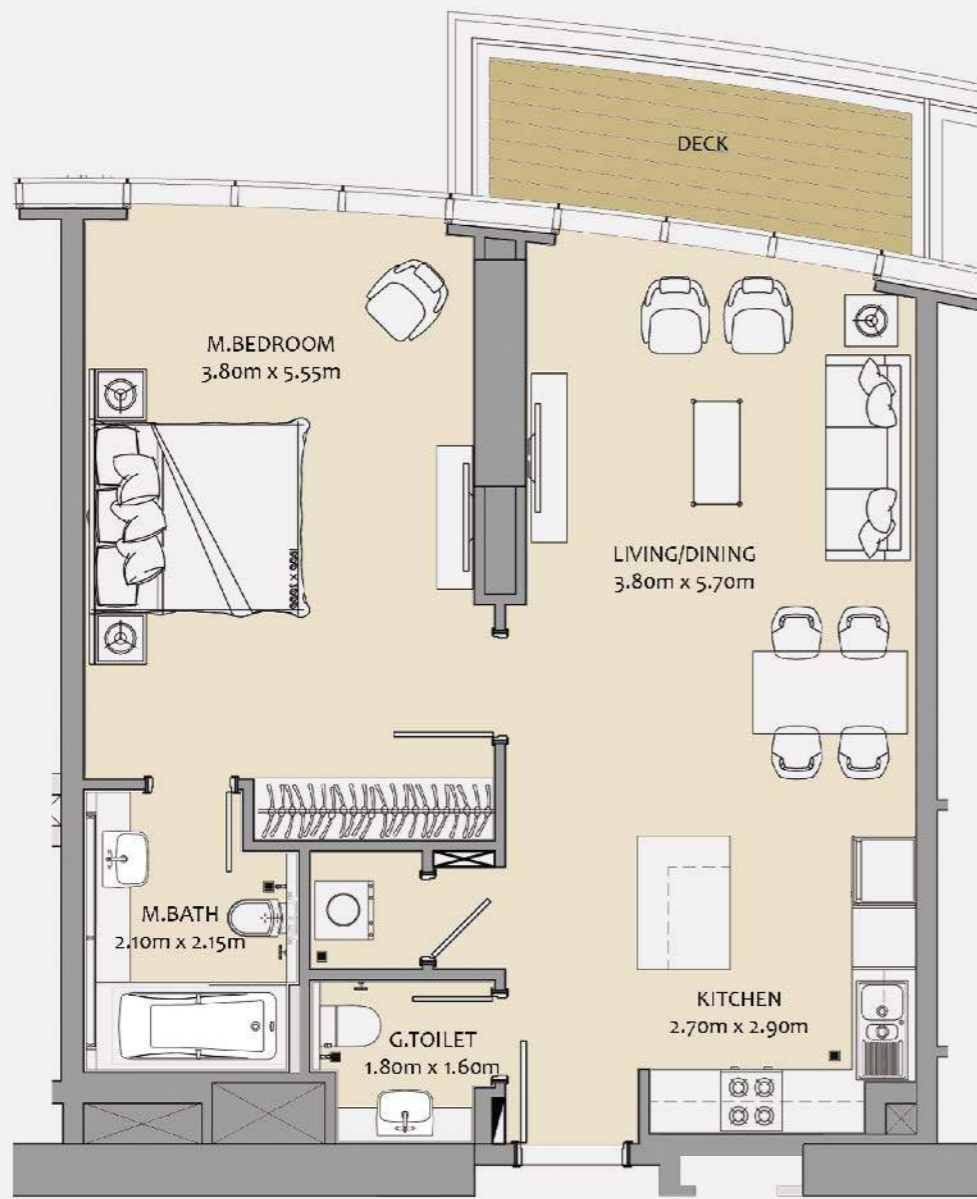 DECK
M.BEDROOM
3.80m x 5.55m
LIVING/DINING
3.80m x 5.70m
M.BATH
2.10m x 2.15m
KITCHEN
2.70m x 2.90m
G.TOILET
1.80m x 1.60m